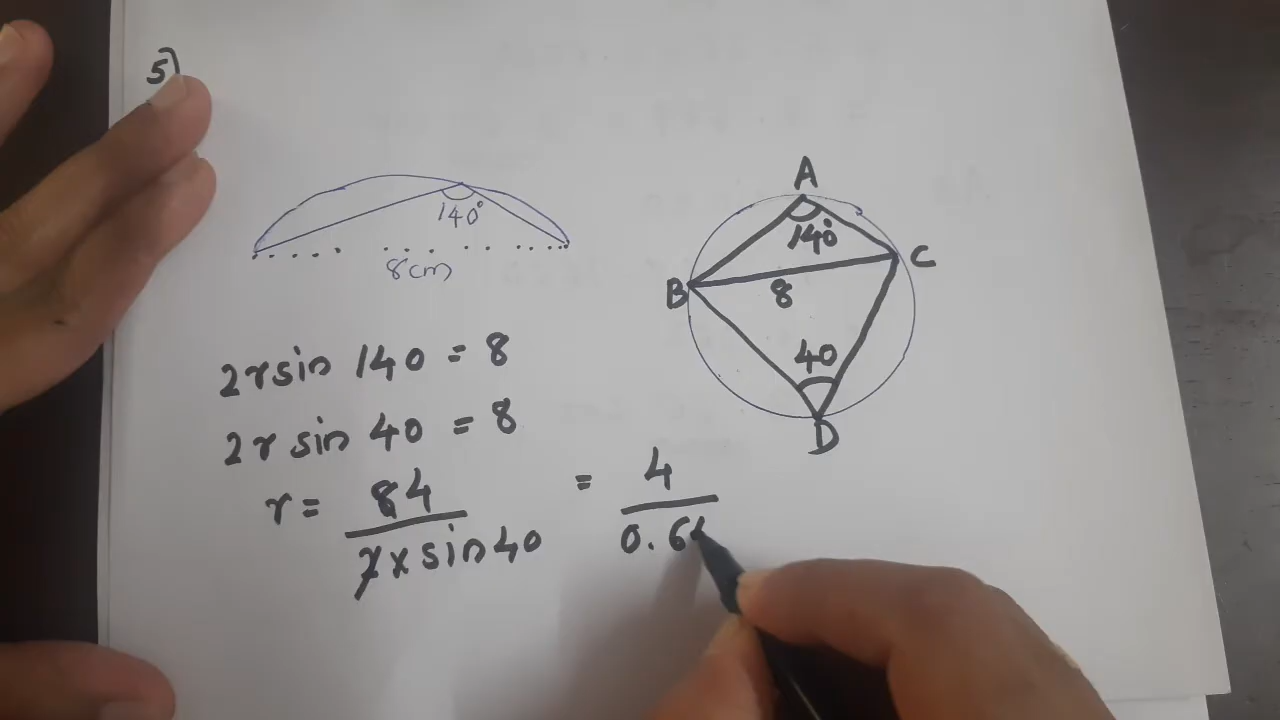 5)
140°
8cm
A
140°
B
C
8
40
D
2r sin 140 = 8
2r sin 40 = 8
r = 84 / 2 x sin 40 = 4 / 0.64